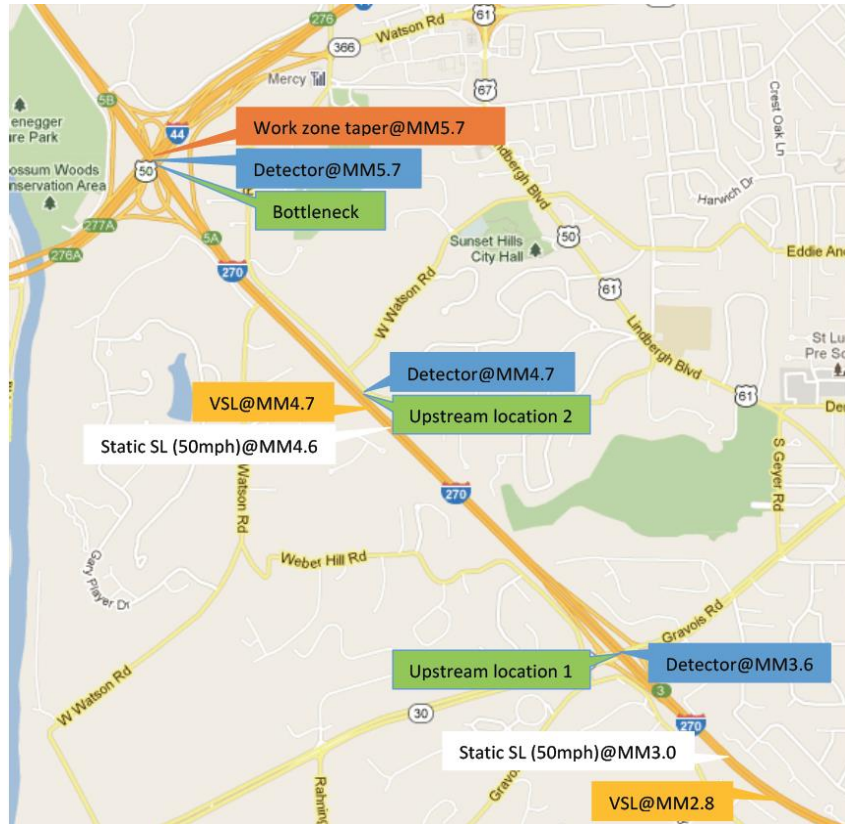 276
61
Watson Rd
366
Mercy
67
5B
44
enegger
re Park
Work zone taper@MM5.7
Crest Oak Ln
50
Detector@MM5.7
ossum Woods
nservation Area
Bottleneck
ndbergh Blvd
Harwich Dr
277A
5A
276A
270
Sunset Hills
City Hall
50
Eddie And
W Watson Rd
61
Lindbergh Blvd
St Lu
Pre Sc
Detector@MM4.7
VSL@MM4.7
Upstream location 2
61
Static SL (50mph)@MM4.6
S Geyer Rd
Watson Rd
270
Weber Hill Rd
Gary Player Dr
Gravois Rd
Upstream location 1
Detector@MM3.6
W Watson Rd
3
30
270
Static SL (50mph)@MM3.0
Gravois
VSL@MM2.8